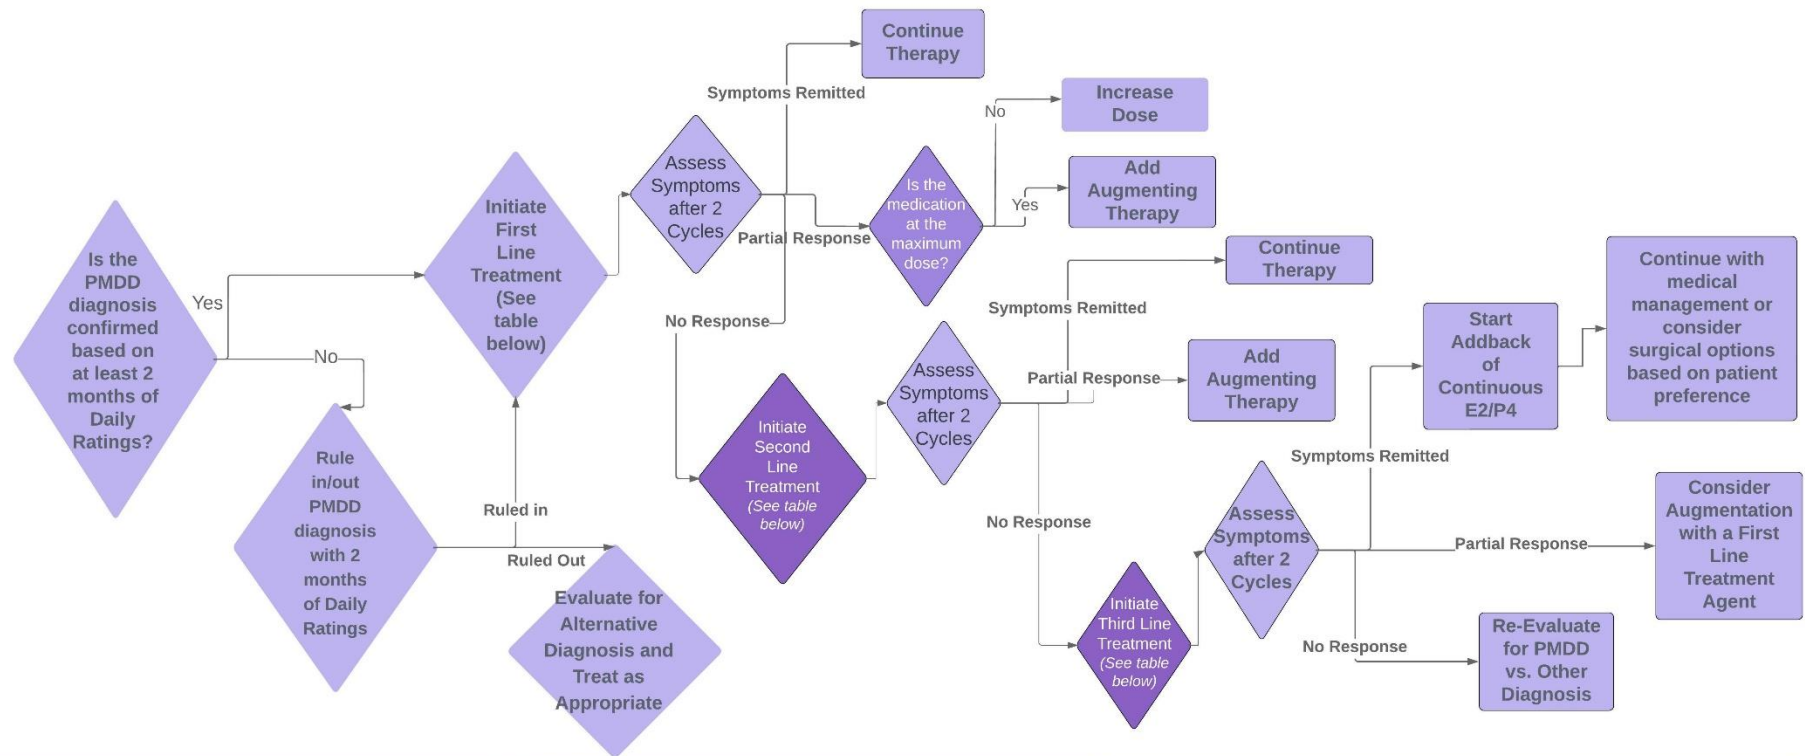 Is the
PMDD
diagnosis
confirmed
based on
at least 2
months of
Daily
Ratings?
Yes
No
Rule
in/out
PMDD
diagnosis
with 2
months
of Daily
Ratings
Ruled in
Ruled Out
Evaluate for
Alternative
Diagnosis and
Treat as
Appropriate
Initiate
First
Line
Treatment
(See
table
below)
Assess
Symptoms
after 2
Cycles
Symptoms Remitted
Continue
Therapy
Partial Response
Is the
medication
at the
maximum
dose?
No
Increase
Dose
Yes
Add
Augmenting
Therapy
No Response
Initiate
Second
Line
Treatment
(See table
below)
Assess
Symptoms
after 2
Cycles
Symptoms Remitted
Continue
Therapy
Partial Response
Add
Augmenting
Therapy
No Response
Initiate
Third Line
Treatment
(See table
below)
Assess
Symptoms
after 2
Cycles
Symptoms Remitted
Start
Addback
of
Continuous
E2/P4
Continue with
medical
management or
consider
surgical options
based on patient
preference
Partial Response
Consider
Augmentation
with a First
Line
Treatment
Agent
No Response
Re-Evaluate
for PMDD
vs. Other
Diagnosis